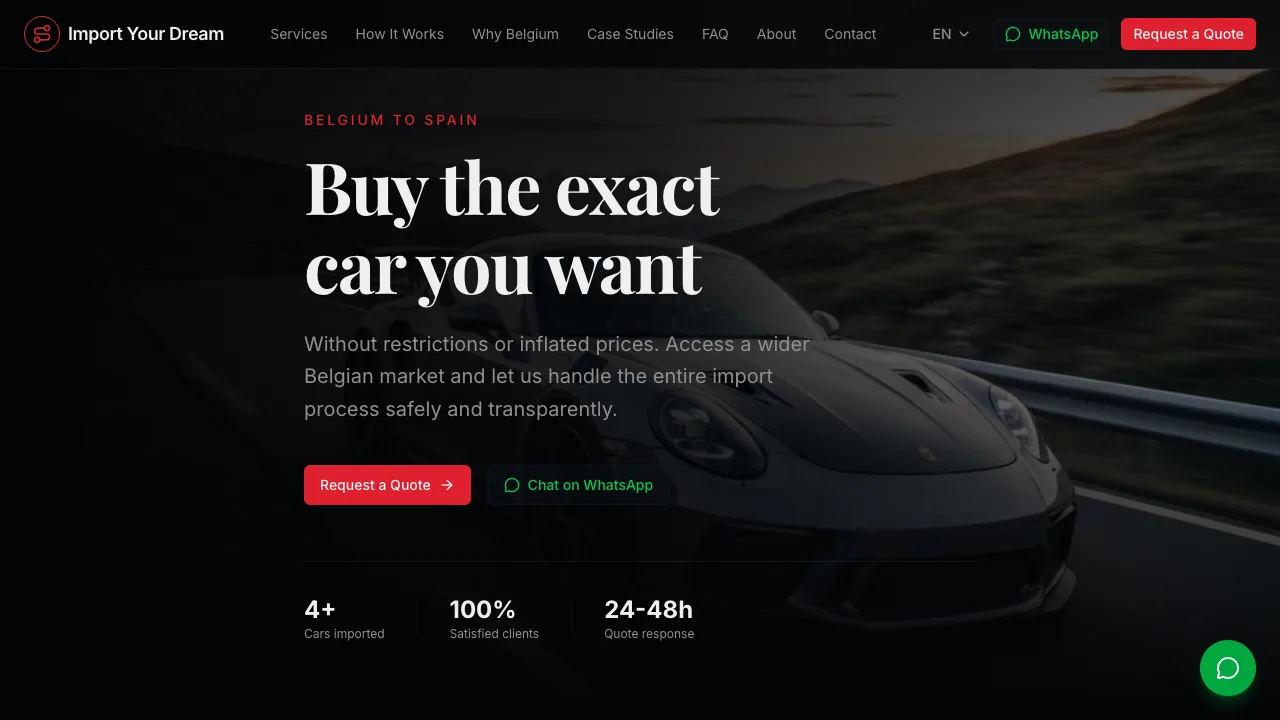 Import Your Dream
Services
How It Works
Why Belgium
Case Studies
FAQ
About
Contact
EN
WhatsApp
Request a Quote
BELGIUM TO SPAIN
Buy the exact
car you want
Without restrictions or inflated prices. Access a wider
Belgian market and let us handle the entire import
process safely and transparently.
Request a Quote
Chat on WhatsApp
4+
Cars imported
100%
Satisfied clients
24-48h
Quote response